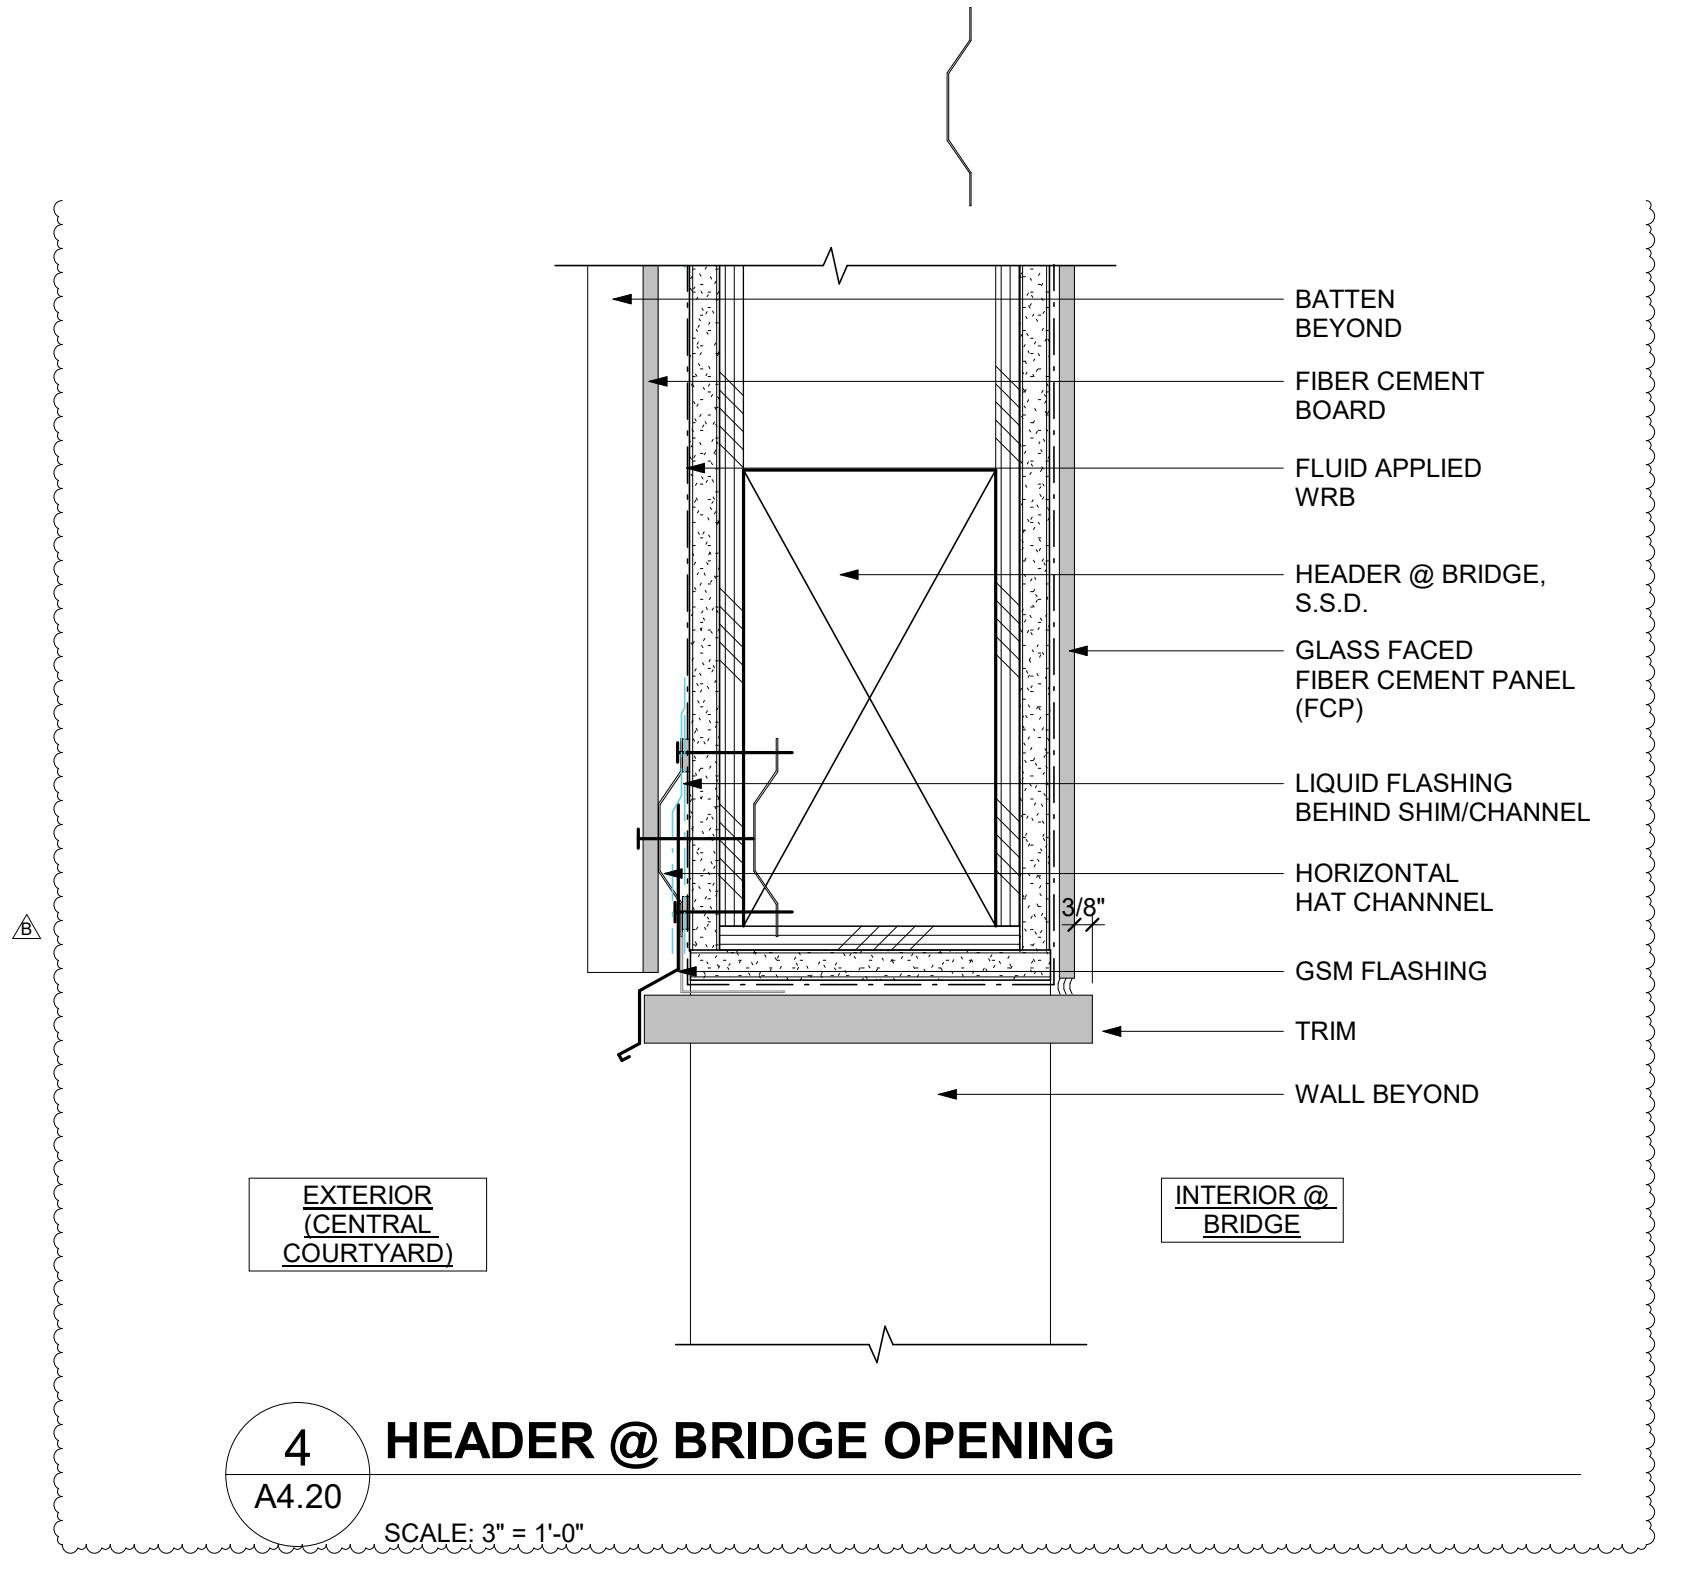 BATTEN
BEYOND
FIBER CEMENT
BOARD
FLUID APPLIED
WRB
HEADER @ BRIDGE,
S.S.D.
GLASS FACED
FIBER CEMENT PANEL
(FCP)
LIQUID FLASHING
BEHIND SHIM/CHANNEL
HORIZONTAL
HAT CHANNNEL
3/8"
B
GSM FLASHING
TRIM
WALL BEYOND
EXTERIOR
(CENTRAL
COURTYARD)
INTERIOR @
BRIDGE
4
HEADER @ BRIDGE OPENING
A4.20
SCALE: 3" = 1'-0"